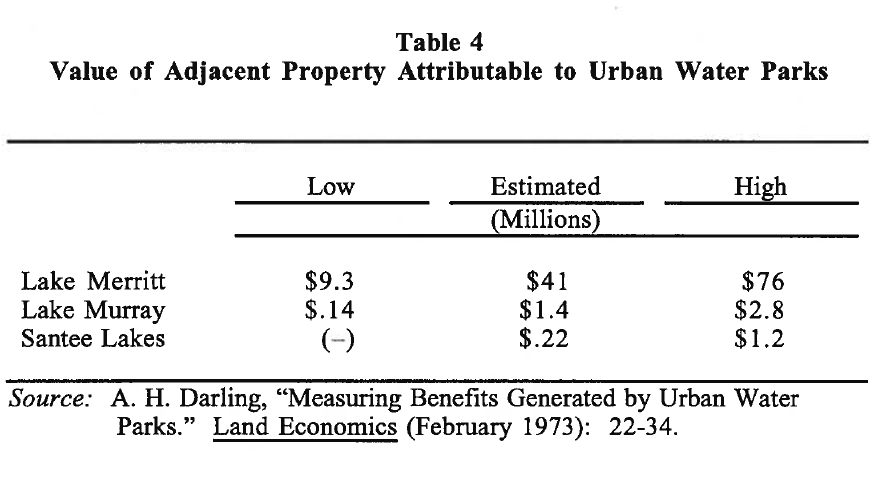 Table 4
Value of Adjacent Property Attributable to Urban Water Parks
Low Estimated High
(Millions)
Lake Merritt $9.3 $41 $76
Lake Murray $.14 $1.4 $2.8
Santee Lakes (–) $.22 $1.2
Source: A. H. Darling, “Measuring Benefits Generated by Urban Water
Parks.” Land Economics (February 1973): 22-34.